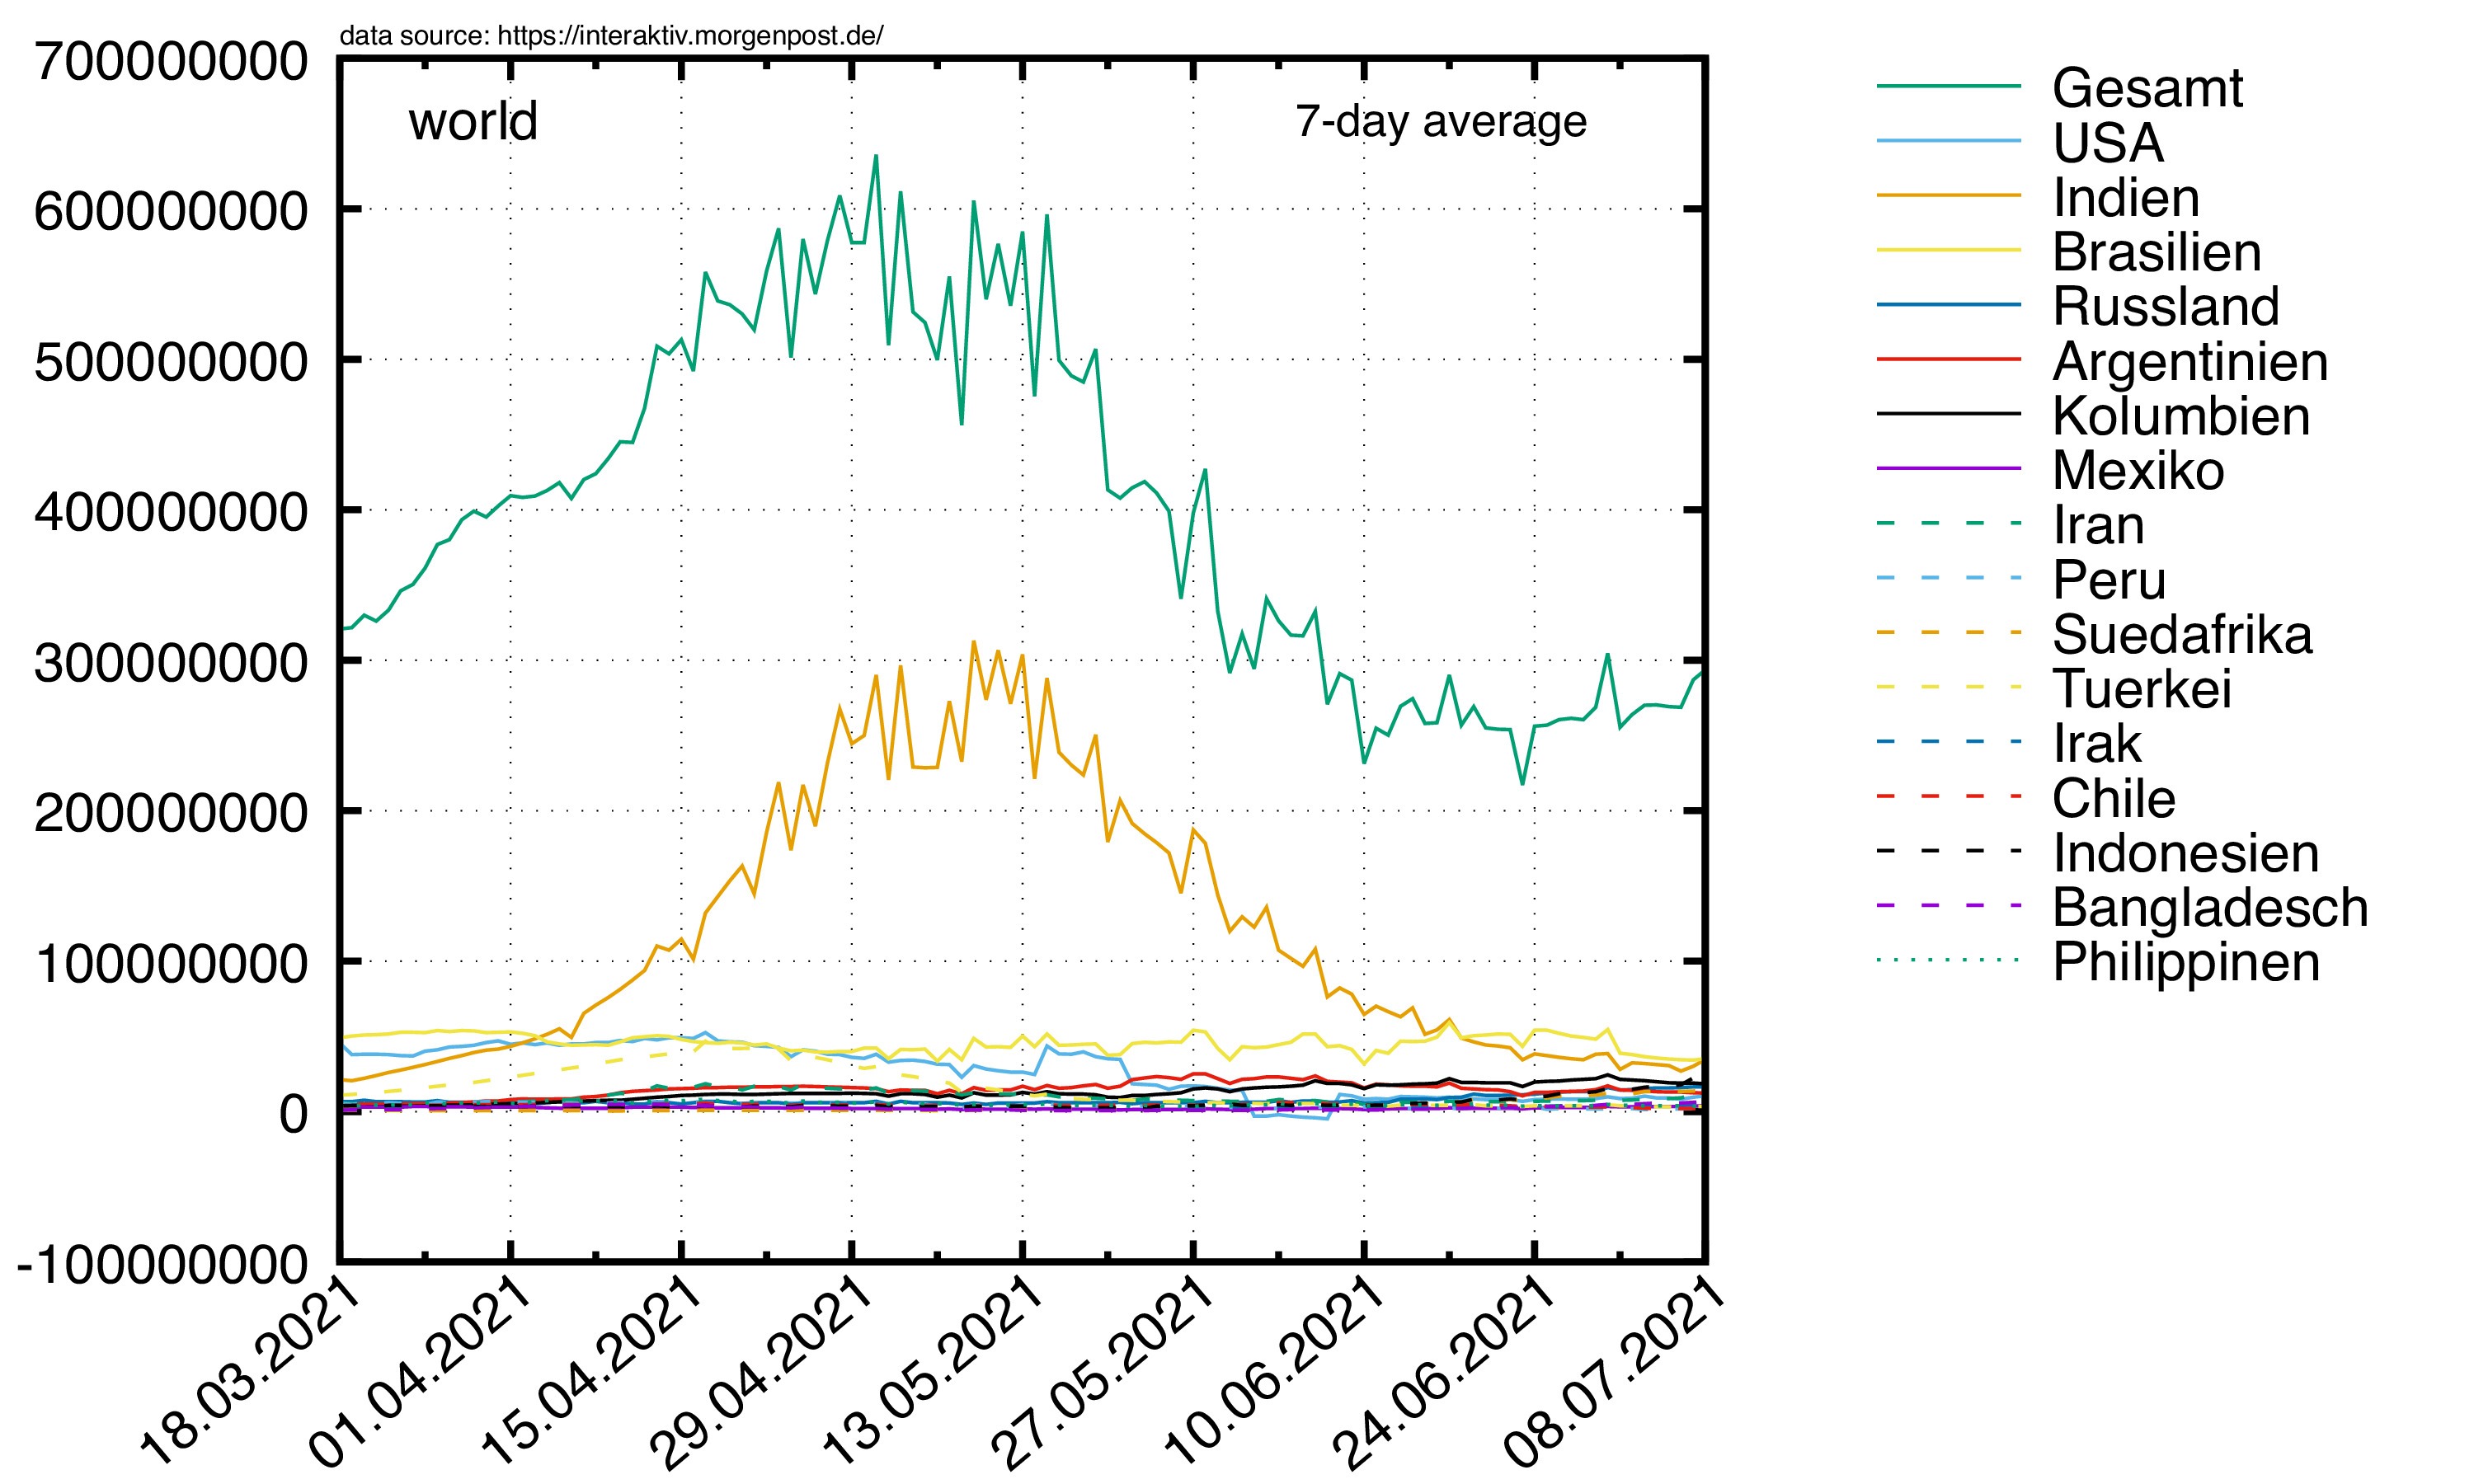 data source: https://interaktiv.morgenpost.de/
700000000
600000000
500000000
400000000
300000000
200000000
100000000
0
-100000000
world
7-day average
18.03.2021
01.04.2021
15.04.2021
29.04.2021
13.05.2021
27.05.2021
10.06.2021
24.06.2021
08.07.2021
Gesamt
USA
Indien
Brasilien
Russland
Argentinien
Kolumbien
Mexiko
Iran
Peru
Suedafrika
Tuerkei
Irak
Chile
Indonesien
Bangladesch
Philippinen